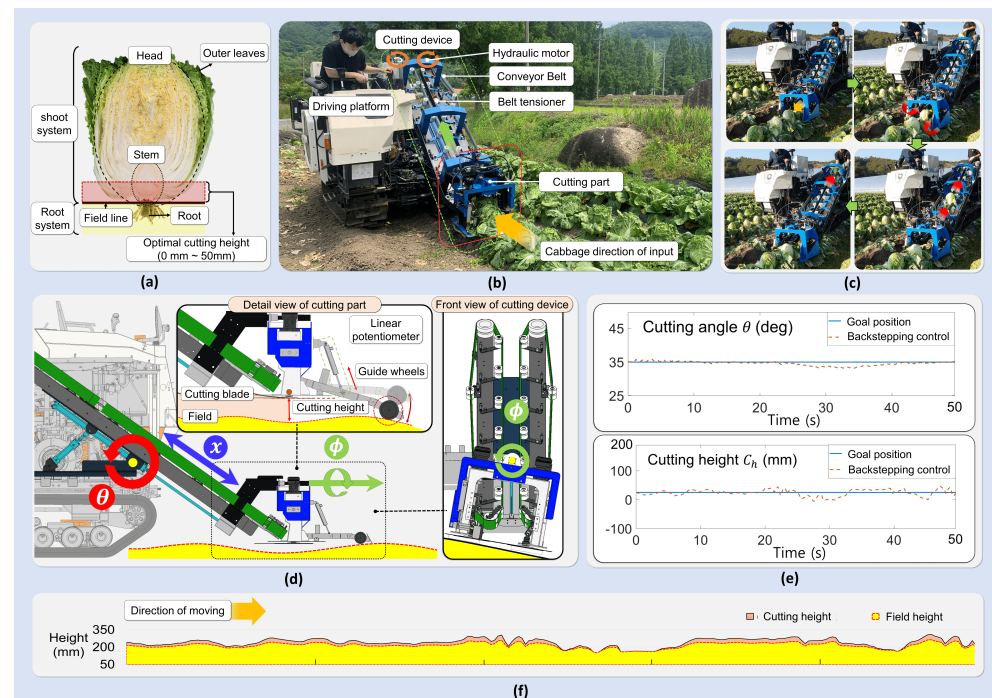 Head
Outer leaves
shoot
system
Stem
Root
system
Field line
Root
Optimal cutting height
(0 mm ~ 50mm)
(a)
Cutting device
Hydraulic motor
Conveyor Belt
Driving platform
Belt tensioner
Cutting part
Cabbage direction of input
(b)
(c)
Detail view of cutting part
Linear
potentiometer
Guide wheels
Cutting blade
Cutting height
Field
x
ϕ
θ
Front view of cutting device
ϕ
(d)
Cutting angle θ (deg)
Goal position
Backstepping control
45
35
25
0 10 20 30 40 50
Time (s)
Cutting height Cₕ (mm)
Goal position
Backstepping control
200
100
0
-100
0 10 20 30 40 50
Time (s)
(e)
Direction of moving
Cutting height
Field height
Height
(mm)
350
200
50
(f)